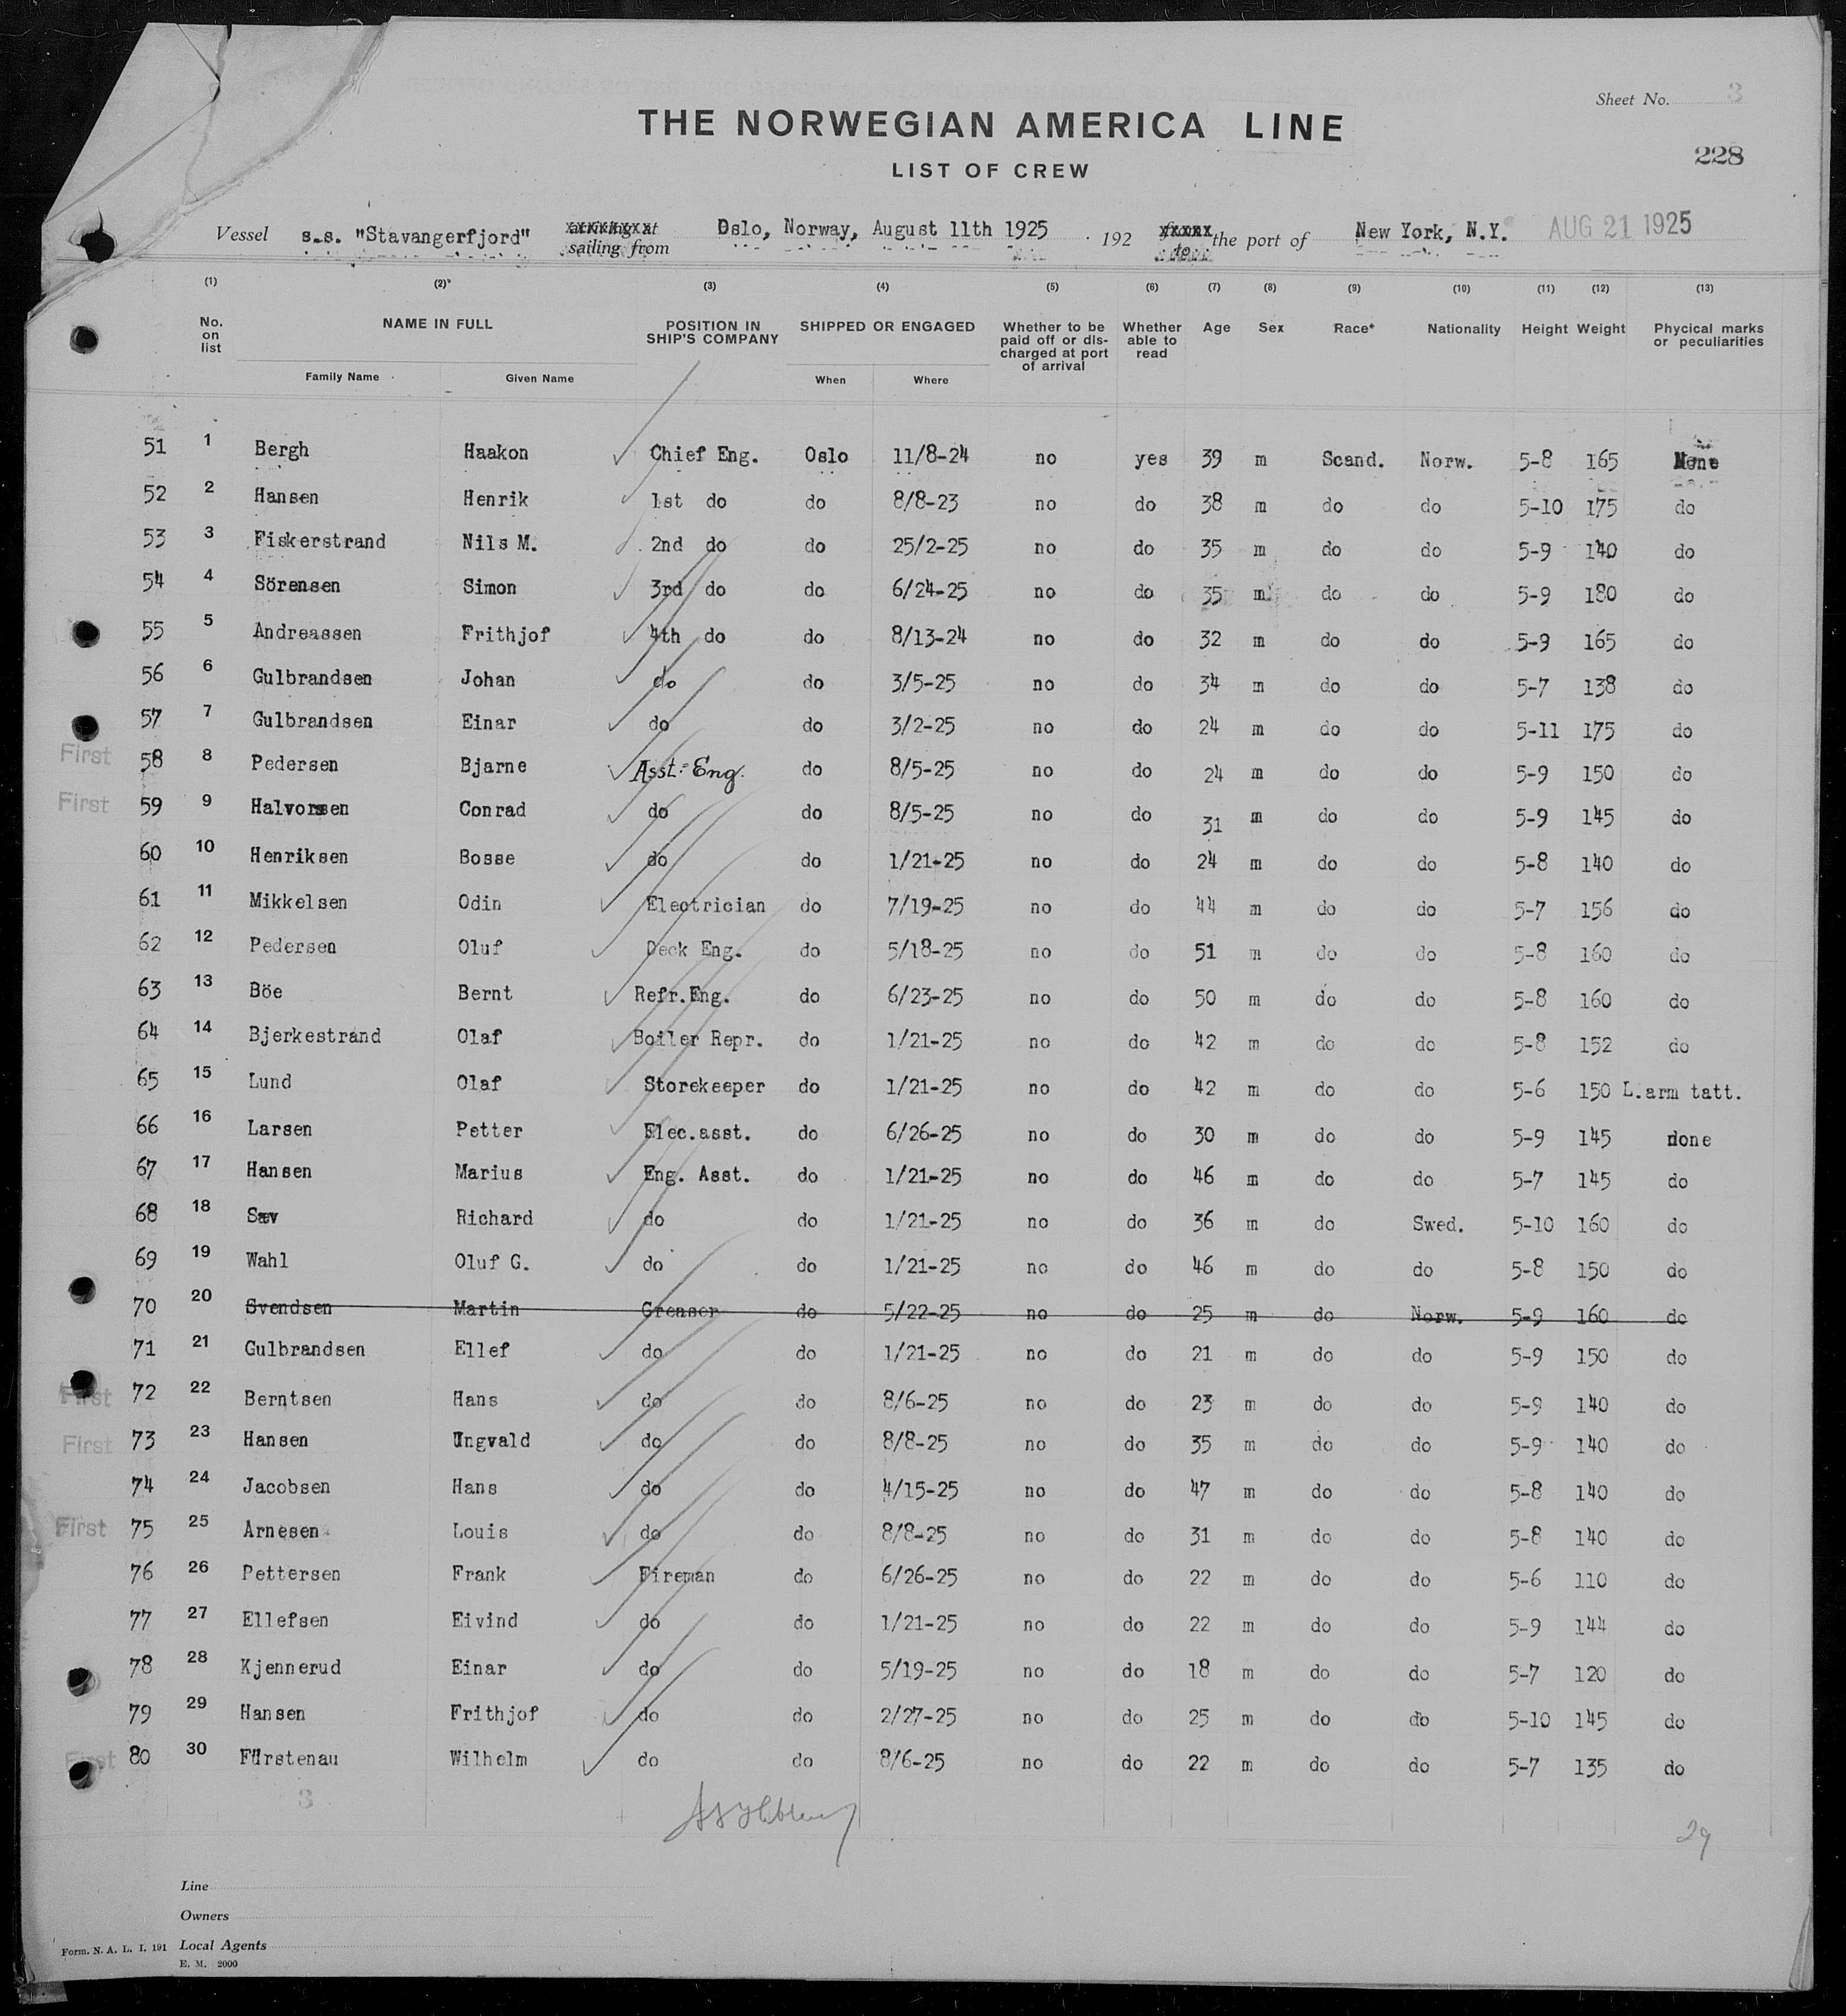 Sheet No. 3
THE NORWEGIAN AMERICA LINE
228
LIST OF CREW
Vessel s.s. "Stavangerfjord" arriving at sailing from Oslo, Norway, August 11th 1925 192 to the port of New York, N.Y. AUG 21 1925
(1) (2)* (3) (4) (5) (6) (7) (8) (9) (10) (11) (12) (13)
No. on list NAME IN FULL POSITION IN SHIP'S COMPANY SHIPPED OR ENGAGED Whether to be paid off or discharged at port of arrival Whether able to read Age Sex Race* Nationality Height Weight Phycical marks or peculiarities
Family Name Given Name When Where
51 1 Bergh Haakon Chief Eng. Oslo 11/8-24 no yes 39 m Scand. Norw. 5-8 165 None
52 2 Hansen Henrik 1st do do 8/8-23 no do 38 m do do 5-10 175 do
53 3 Fiskerstrand Nils M. 2nd do do 25/2-25 no do 35 m do do 5-9 140 do
54 4 Sörensen Simon 3rd do do 6/24-25 no do 35 m do do 5-9 180 do
55 5 Andreassen Frithjof 4th do do 8/13-24 no do 32 m do do 5-9 165 do
56 6 Gulbrandsen Johan do do 3/5-25 no do 34 m do do 5-7 138 do
57 7 Gulbrandsen Einar do do 3/2-25 no do 24 m do do 5-11 175 do
First 58 8 Pedersen Bjarne Asst: Eng. do 8/5-25 no do 24 m do do 5-9 150 do
First 59 9 Halvorsen Conrad do do 8/5-25 no do 31 m do do 5-9 145 do
60 10 Henriksen Bosse do do 1/21-25 no do 24 m do do 5-8 140 do
61 11 Mikkelsen Odin Electrician do 7/19-25 no do 44 m do do 5-7 156 do
62 12 Pedersen Oluf Deck Eng. do 5/18-25 no do 51 m do do 5-8 160 do
63 13 Böe Bernt Refr.Eng. do 6/23-25 no do 50 m do do 5-8 160 do
64 14 Bjerkestrand Olaf Boiler Repr. do 1/21-25 no do 42 m do do 5-8 152 do
65 15 Lund Olaf Storekeeper do 1/21-25 no do 42 m do do 5-6 150 L.arm tatt.
66 16 Larsen Petter Elec.asst. do 6/26-25 no do 30 m do do 5-9 145 none
67 17 Hansen Marius Eng. Asst. do 1/21-25 no do 46 m do do 5-7 145 do
68 18 Sæv Richard do do 1/21-25 no do 36 m do Swed. 5-10 160 do
69 19 Wahl Oluf G. do do 1/21-25 no do 46 m do do 5-8 150 do
70 20 Svendsen Martin Greaser do 5/22-25 no do 25 m do Norw. 5-9 160 do
71 21 Gulbrandsen Ellef do do 1/21-25 no do 21 m do do 5-9 150 do
First 72 22 Berntsen Hans do do 8/6-25 no do 23 m do do 5-9 140 do
First 73 23 Hansen Ungvald do do 8/8-25 no do 35 m do do 5-9 140 do
74 24 Jacobsen Hans do do 4/15-25 no do 47 m do do 5-8 140 do
First 75 25 Arnesen Louis do do 8/8-25 no do 31 m do do 5-8 140 do
76 26 Pettersen Frank Fireman do 6/26-25 no do 22 m do do 5-6 110 do
77 27 Ellefsen Eivind do do 1/21-25 no do 22 m do do 5-9 144 do
78 28 Kjennerud Einar do do 5/19-25 no do 18 m do do 5-7 120 do
79 29 Hansen Frithjof do do 2/27-25 no do 25 m do do 5-10 145 do
First 80 30 Fürstenau Wilhelm do do 8/6-25 no do 22 m do do 5-7 135 do
3
29
Line
Owners
Form. N. A. L. I. 191 Local Agents
E. M. 2000